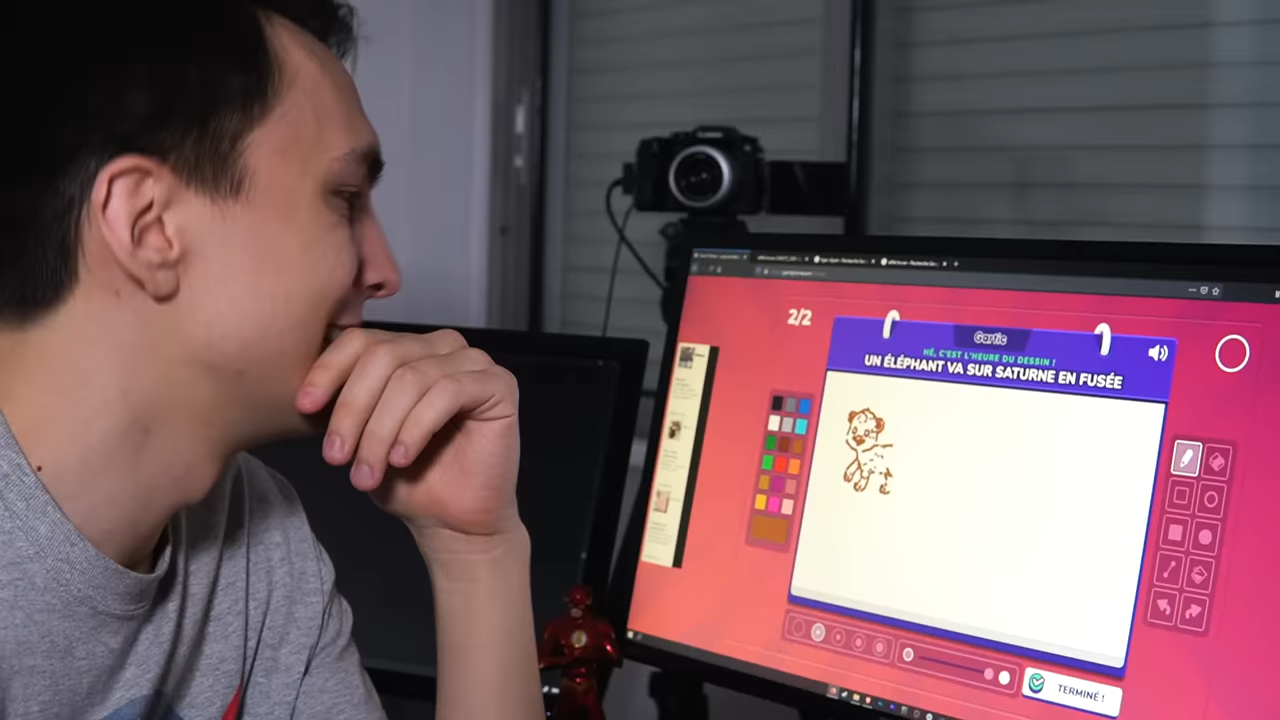 2/2
Gartic
HÉ, C'EST L'HEURE DU DESSIN !
UN ÉLÉPHANT VA SUR SATURNE EN FUSÉE
TERMINÉ !